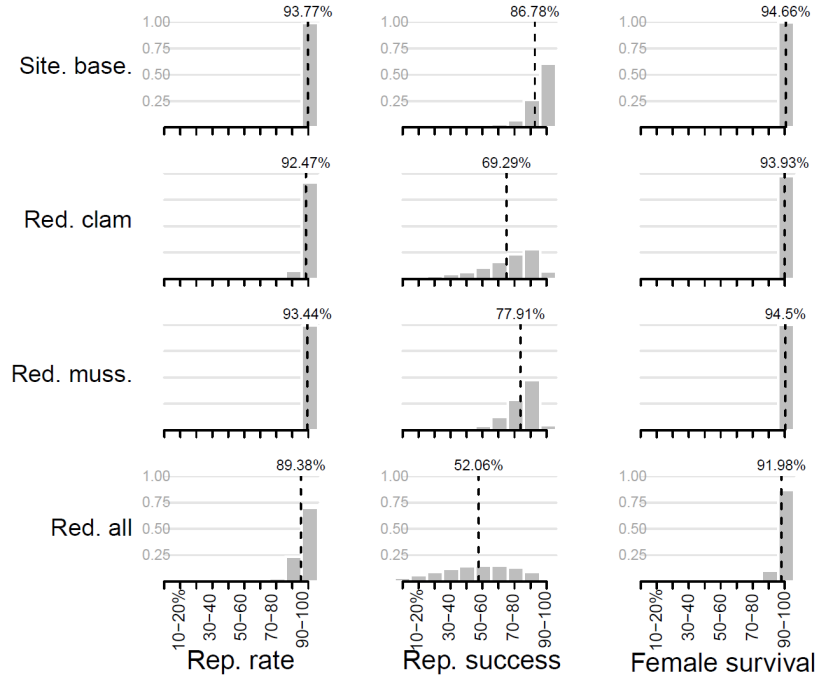 93.77% 86.78% 94.66%
Site. base. 1.00 0.75 0.50 0.25 1.00 0.75 0.50 0.25 1.00 0.75 0.50 0.25
92.47% 69.29% 93.93%
Red. clam
93.44% 77.91% 94.5%
Red. muss.
89.38% 52.06% 91.98%
Red. all 1.00 0.75 0.50 0.25 1.00 0.75 0.50 0.25 1.00 0.75 0.50 0.25
10−20% 30−40 50−60 70−80 90−100 10−20% 30−40 50−60 70−80 90−100 10−20% 30−40 50−60 70−80 90−100
Rep. rate Rep. success Female survival